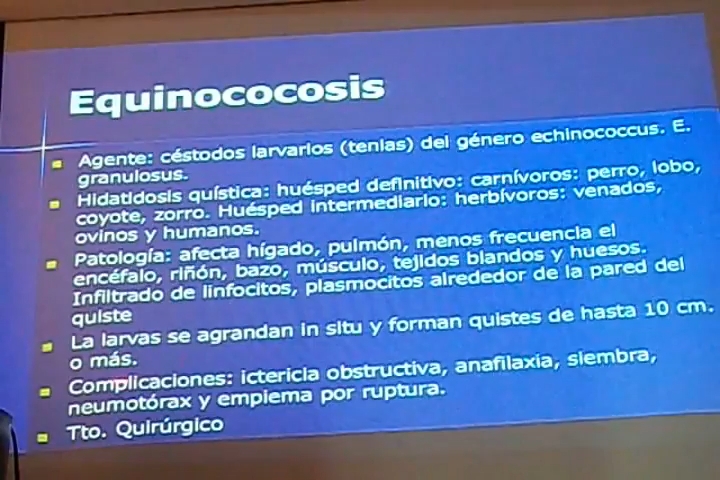 Equinococosis
Agente: céstodos larvarios (tenias) del género echinococcus. E.
granulosus.
Hidatidosis quística: huésped definitivo: carnívoros: perro, lobo,
coyote, zorro. Huésped intermediario: herbívoros: venados,
ovinos y humanos.
Patología: afecta hígado, pulmón, menos frecuencia el
encéfalo, riñón, bazo, músculo, tejidos blandos y huesos.
Infiltrado de linfocitos, plasmocitos alrededor de la pared del
quiste
La larvas se agrandan in situ y forman quistes de hasta 10 cm.
o más.
Complicaciones: ictericia obstructiva, anafilaxia, siembra,
neumotórax y empiema por ruptura.
Tto. Quirúrgico